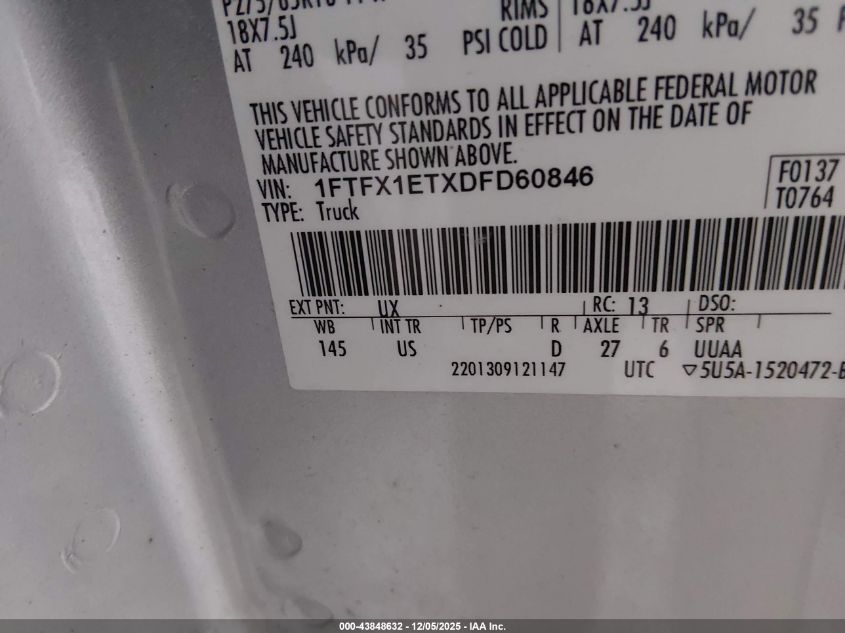 RIMS
18X7.5J
18X7.5J
AT 240 kPa/ 35 PSI COLD
AT 240 kPa/ 35
THIS VEHICLE CONFORMS TO ALL APPLICABLE FEDERAL MOTOR
VEHICLE SAFETY STANDARDS IN EFFECT ON THE DATE OF
MANUFACTURE SHOWN ABOVE.
VIN: 1FTFX1ETXDFD60846
F0137
TYPE: Truck
T0764
EXT PNT: UX RC: 13 DSO:
WB INT TR TP/PS R AXLE TR SPR
145 US D 27 6 UUAA
2201309121147 UTC ▽5U5A-1520472-
000-43848632 - 12/05/2025 - IAA Inc.